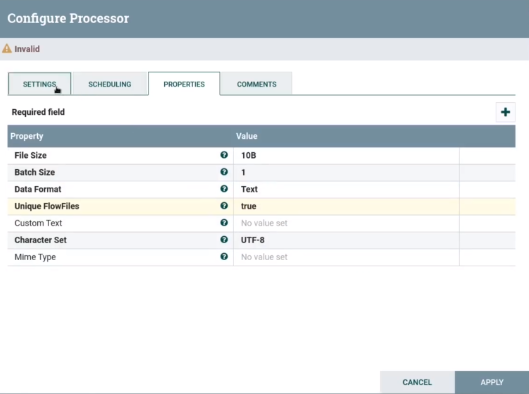 Configure Processor
Invalid
SETTINGS SCHEDULING PROPERTIES COMMENTS
Required field
Property Value
File Size 10B
Batch Size 1
Data Format Text
Unique FlowFiles true
Custom Text No value set
Character Set UTF-8
Mime Type No value set
CANCEL APPLY